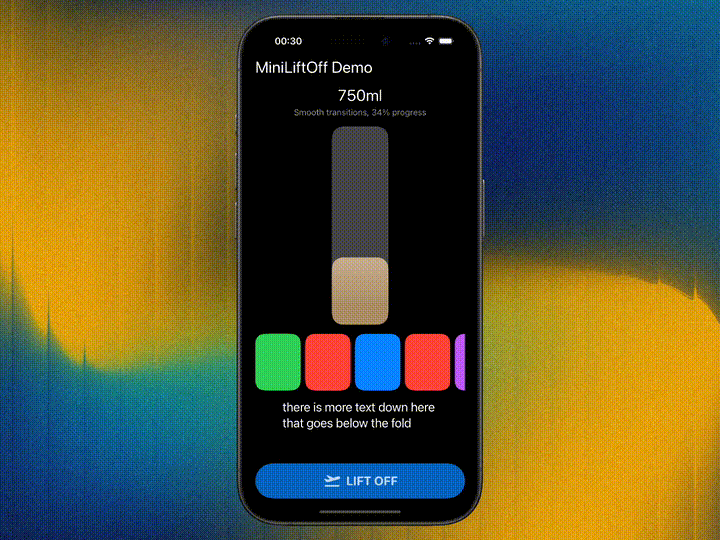 00:30
MiniLiftOff Demo
750ml
Smooth transitions, 34% progress
there is more text down here
that goes below the fold
LIFT OFF